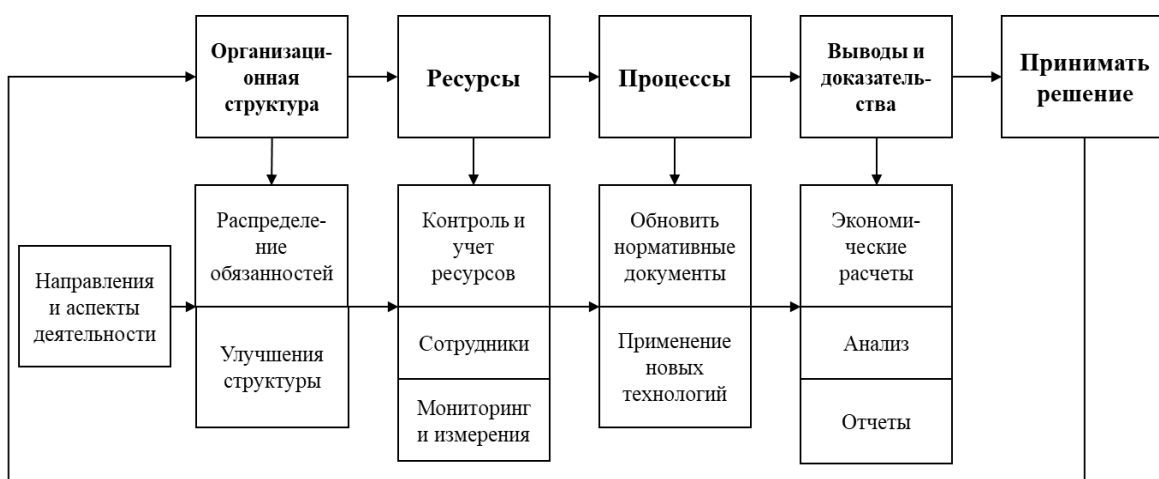 Организаци-
онная
структура
Ресурсы
Процессы
Выводы и
доказатель-
ства
Принимать
решение
Направления
и аспекты
деятельности
Распределе-
ние
обязанностей
Улучшения
структуры
Контроль и
учет
ресурсов
Сотрудники
Мониторинг
и измерения
Обновить
нормативные
документы
Применение
новых
технологий
Экономи-
ческие
расчеты
Анализ
Отчеты